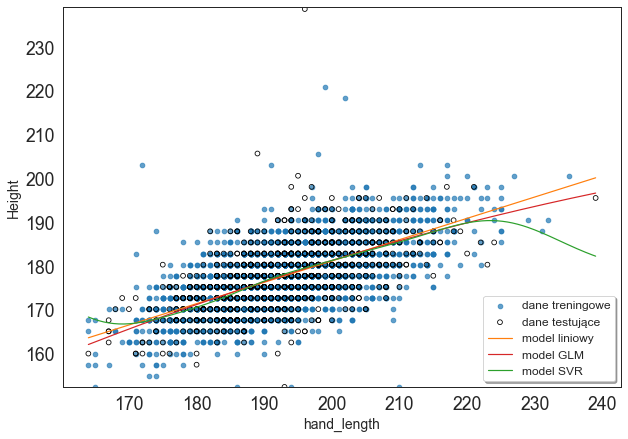 230
220
210
200
190
180
170
160
Height
170
180
190
200
210
220
230
240
hand_length
dane treningowe
dane testujące
model liniowy
model GLM
model SVR